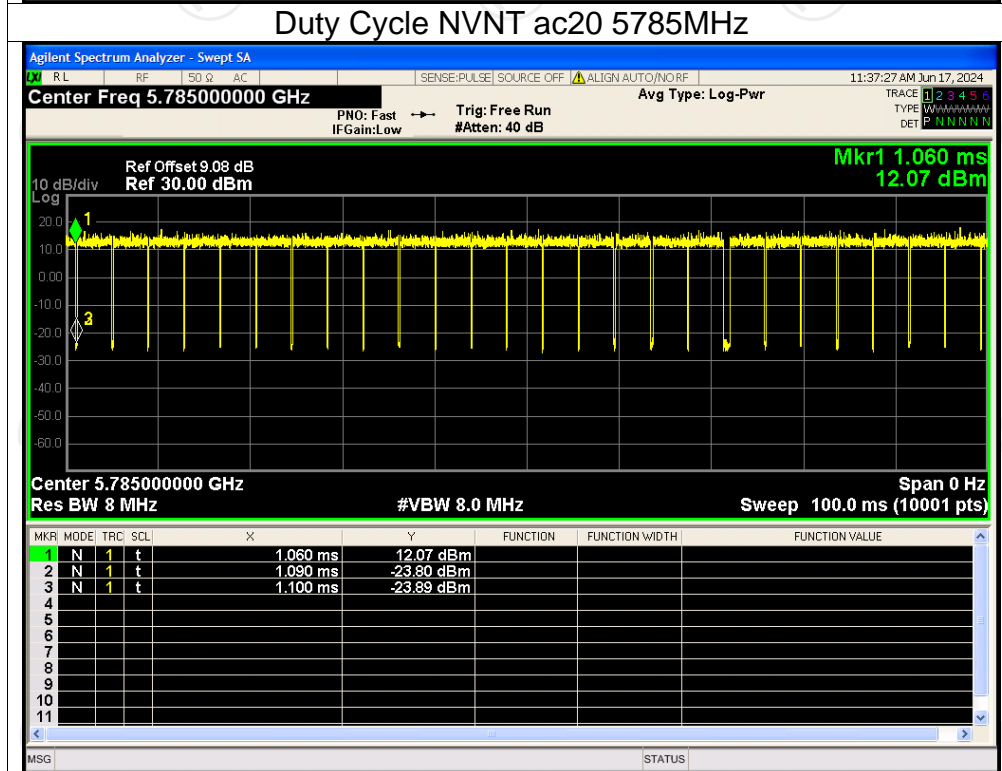 Duty Cycle NVNT ac20 5785MHz
Agilent Spectrum Analyzer - Swept SA
LXI RL RF 50 Ω AC SENSE:PULSE SOURCE OFF ALIGN AUTO/NO RF 11:37:27 AM Jun 17, 2024
Center Freq 5.785000000 GHz Avg Type: Log-Pwr TRACE 1 2 3 4 5 6
PNO: Fast Trig: Free Run TYPE WWWWWW
IFGain:Low #Atten: 40 dB DET P N N N N N
Mkr1 1.060 ms
Ref Offset 9.08 dB 12.07 dBm
10 dB/div Ref 30.00 dBm
Log
20.0
1
10.0
0.00
-10.0
3
-20.0
-30.0
-40.0
-50.0
-60.0
Center 5.785000000 GHz Span 0 Hz
Res BW 8 MHz #VBW 8.0 MHz Sweep 100.0 ms (10001 pts)
MKR MODE TRC SCL X Y FUNCTION FUNCTION WIDTH FUNCTION VALUE
1 N 1 t 1.060 ms 12.07 dBm
2 N 1 t 1.090 ms -23.80 dBm
3 N 1 t 1.100 ms -23.89 dBm
4
5
6
7
8
9
10
11
MSG STATUS